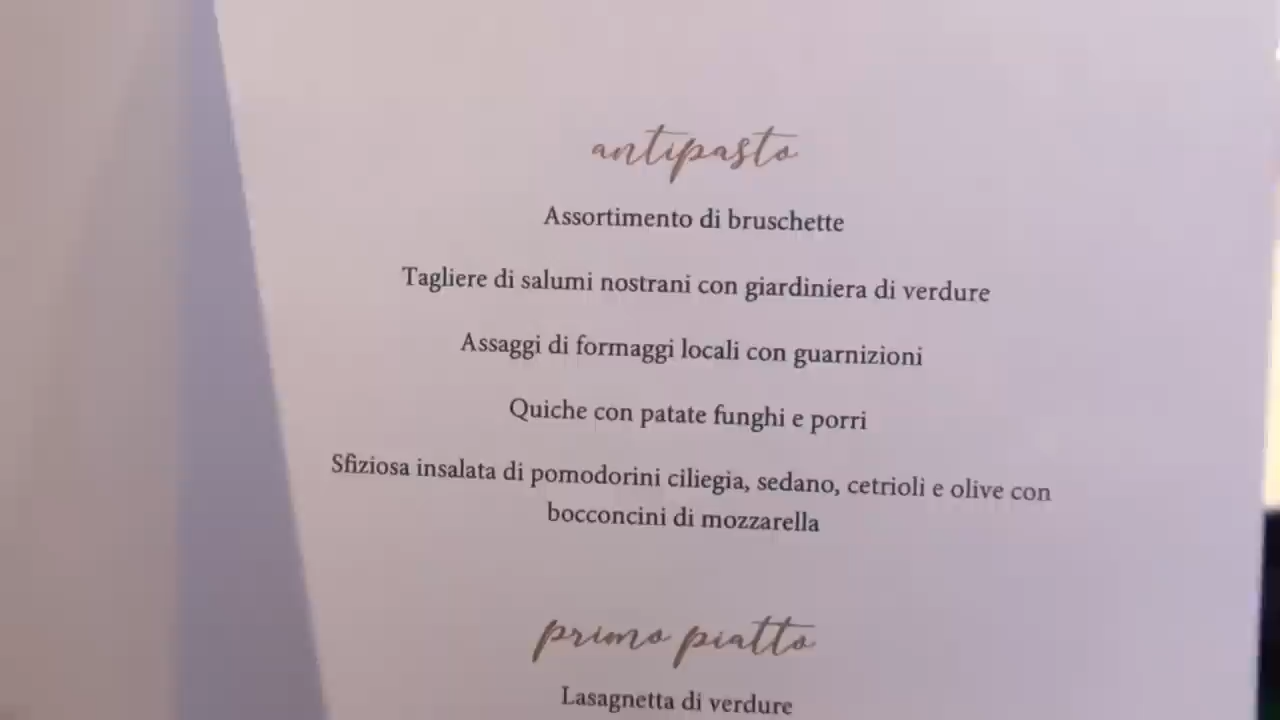 antipasto
Assortimento di bruschette
Tagliere di salumi nostrani con giardiniera di verdure
Assaggi di formaggi locali con guarnizioni
Quiche con patate funghi e porri
Sfiziosa insalata di pomodorini ciliegia, sedano, cetrioli e olive con
bocconcini di mozzarella
primo piatto
Lasagnetta di verdure